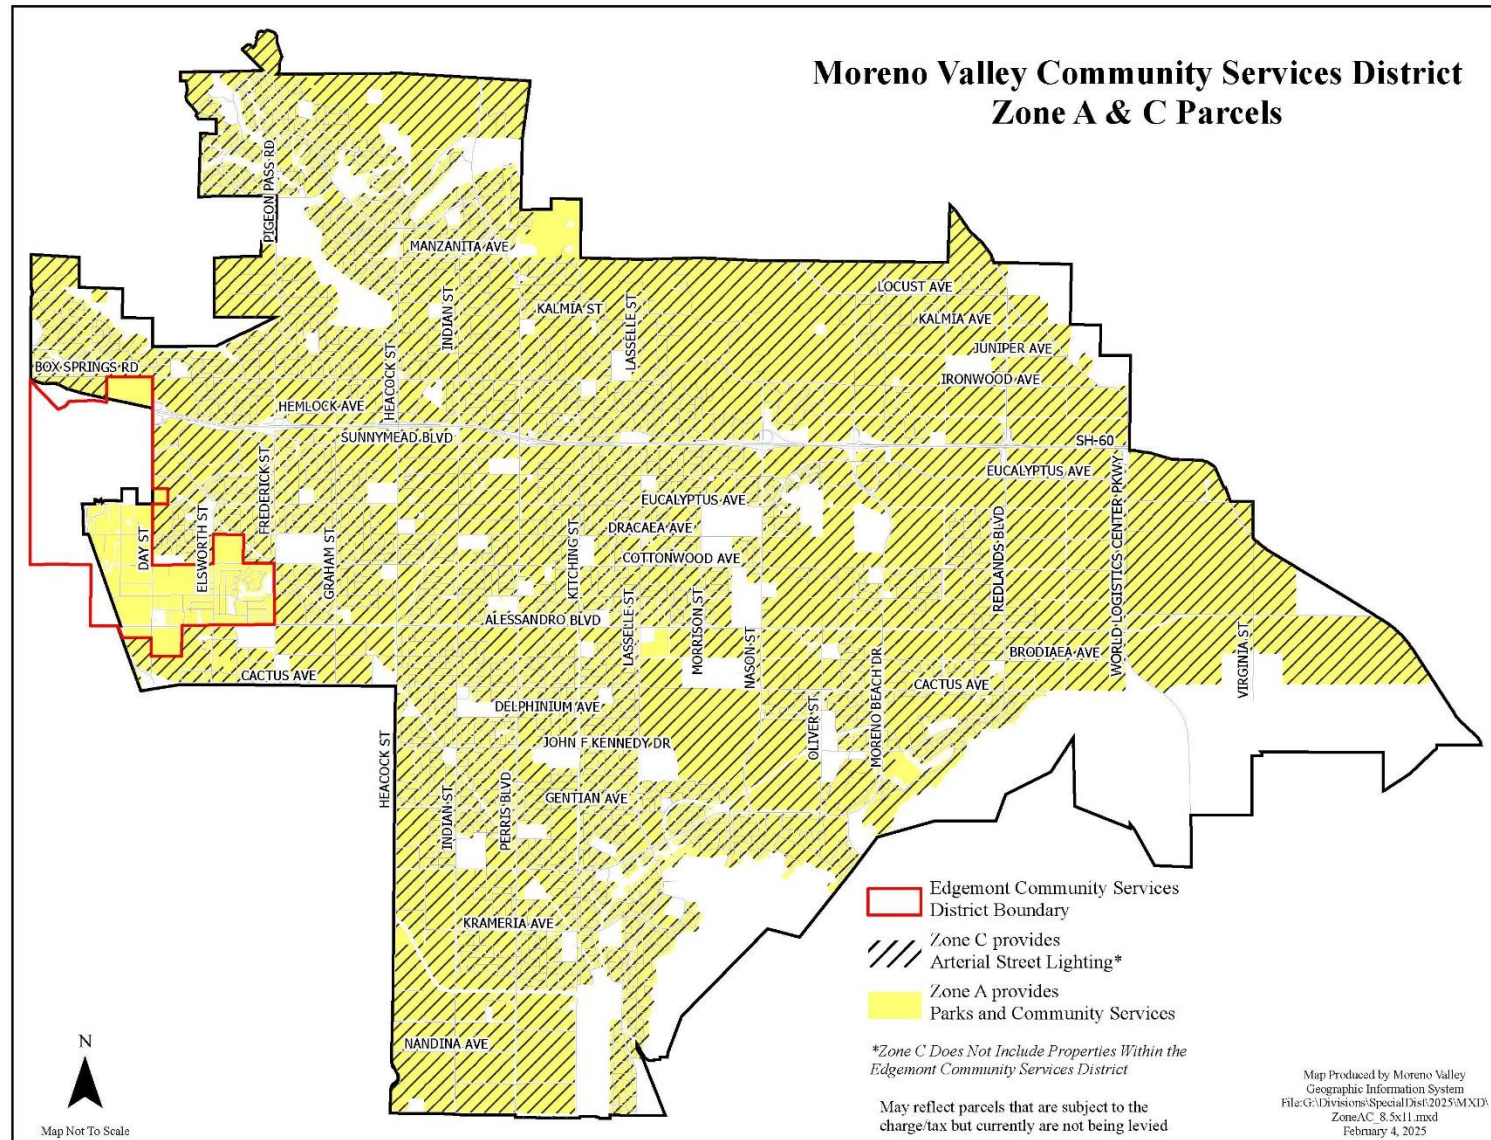 Moreno Valley Community Services District
Zone A & C Parcels
PIGEON PASS RD
MANZANITA AVE
LOCUST AVE
INDIAN ST
KALMIA ST
LASSELLE ST
KALMIA AVE
HEACOCK ST
JUNIPER AVE
BOX SPRINGS RD
IRONWOOD AVE
HEMLOCK AVE
SUNNYMEAD BLVD
SH-60
FREDERICK ST
EUCALYPTUS AVE
WORLD LOGISTICS CENTER PKWY
EUCALYPTUS AVE
DRACAEA AVE
DAY ST
ELSWORTH ST
GRAHAM ST
KITCHING ST
COTTONWOOD AVE
REDLANDS BLVD
ALESSANDRO BLVD
LASSELLE ST
MORRISON ST
NASON ST
BRODIAEA AVE
VIRGINIA ST
CACTUS AVE
CACTUS AVE
MORENO BEACH DR
DELPHINIUM AVE
OLIVER ST
JOHN F KENNEDY DR
HEACOCK ST
INDIAN ST
PERRIS BLVD
GENTIAN AVE
KRAMERIA AVE
NANDINA AVE
Edgemont Community Services
District Boundary
Zone C provides
Arterial Street Lighting*
Zone A provides
Parks and Community Services
*Zone C Does Not Include Properties Within the
Edgemont Community Services District
May reflect parcels that are subject to the
charge/tax but currently are not being levied
N
Map Not To Scale
Map Produced by Moreno Valley
Geographic Information System
File:G:\Divisions\SpecialDist\2025\MXD\
ZoneAC_8.5x11.mxd
February 4, 2025